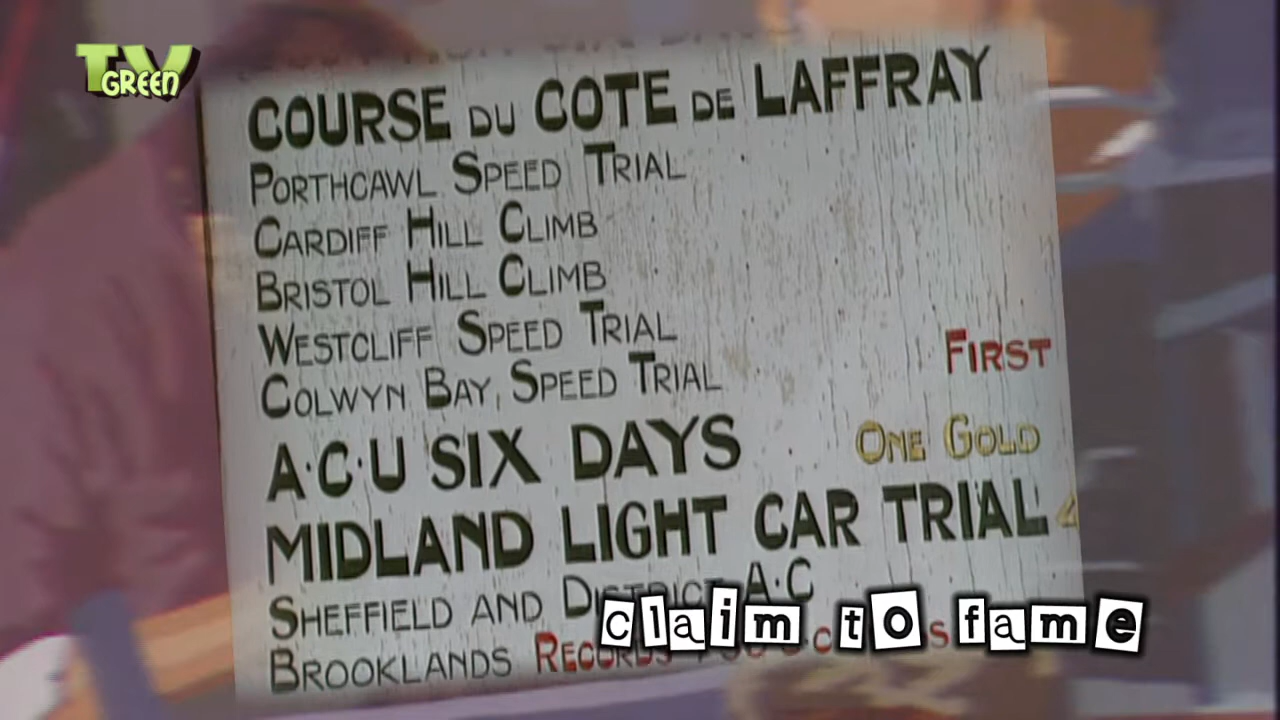 TV
GREEN
COURSE DU COTE DE LAFFRAY
PORTHCAWL SPEED TRIAL
CARDIFF HILL CLIMB
BRISTOL HILL CLIMB
WESTCLIFF SPEED TRIAL
COLWYN BAY, SPEED TRIAL
FIRST
A·C·U SIX DAYS
ONE GOLD
MIDLAND LIGHT CAR TRIAL
SHEFFIELD AND DISTRICT A·C
BROOKLANDS RECORDS
claim to fame